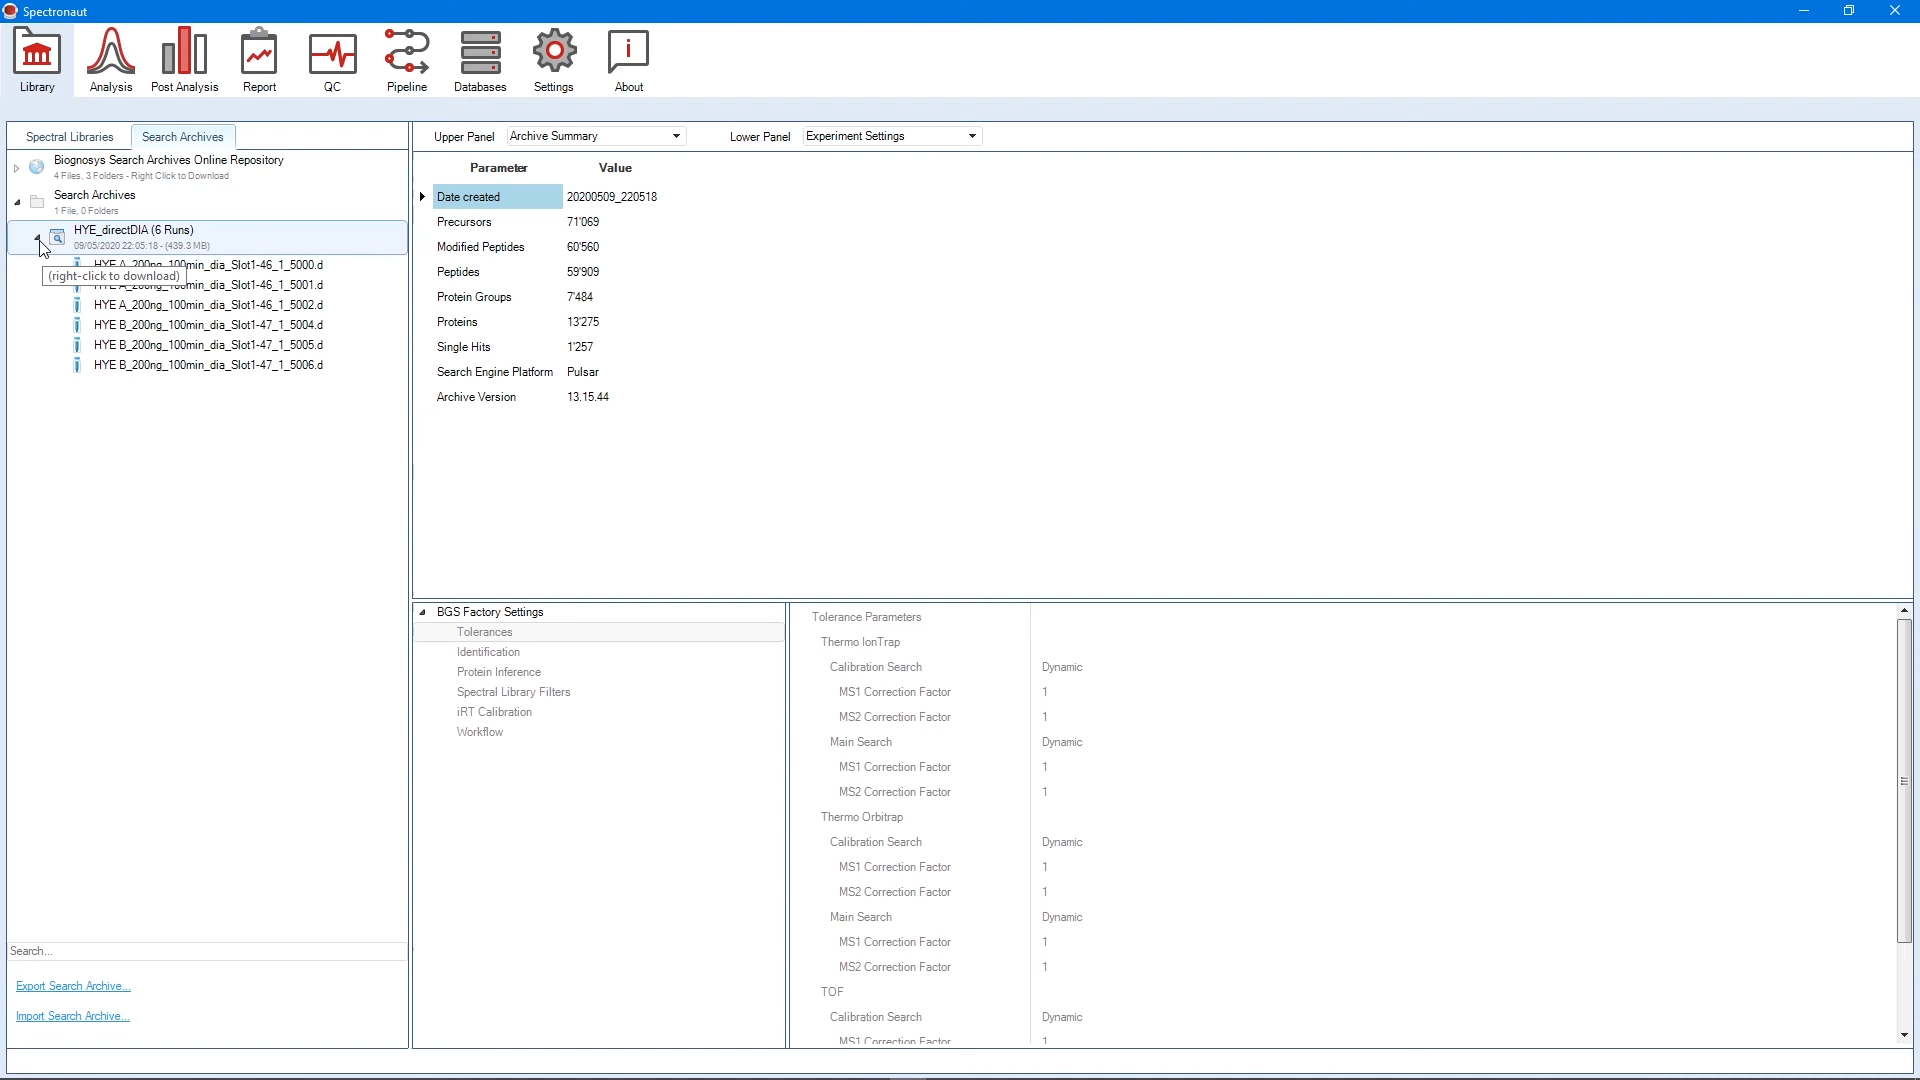 Spectronaut
Library
Analysis
Post Analysis
Report
QC
Pipeline
Databases
Settings
About
Spectral Libraries
Search Archives
Biognosys Search Archives Online Repository
4 Files, 3 Folders - Right Click to Download
Search Archives
1 File, 0 Folders
HYE_directDIA (6 Runs)
09/05/2020 22:05:18 - (439.3 MB)
HYE A_200ng_100min_dia_Slot1-46_1_5000.d
(right-click to download)
HYE A_200ng_100min_dia_Slot1-46_1_5001.d
HYE A_200ng_100min_dia_Slot1-46_1_5002.d
HYE B_200ng_100min_dia_Slot1-47_1_5004.d
HYE B_200ng_100min_dia_Slot1-47_1_5005.d
HYE B_200ng_100min_dia_Slot1-47_1_5006.d
Search...
Export Search Archive...
Import Search Archive...
Upper Panel Archive Summary
Lower Panel Experiment Settings
Parameter Value
Date created 20200509_220518
Precursors 71'069
Modified Peptides 60'560
Peptides 59'909
Protein Groups 7'484
Proteins 13'275
Single Hits 1'257
Search Engine Platform Pulsar
Archive Version 13.15.44
BGS Factory Settings
Tolerances
Identification
Protein Inference
Spectral Library Filters
iRT Calibration
Workflow
Tolerance Parameters
Thermo IonTrap
Calibration Search Dynamic
MS1 Correction Factor 1
MS2 Correction Factor 1
Main Search Dynamic
MS1 Correction Factor 1
MS2 Correction Factor 1
Thermo Orbitrap
Calibration Search Dynamic
MS1 Correction Factor 1
MS2 Correction Factor 1
Main Search Dynamic
MS1 Correction Factor 1
MS2 Correction Factor 1
TOF
Calibration Search Dynamic
MS1 Correction Factor 1